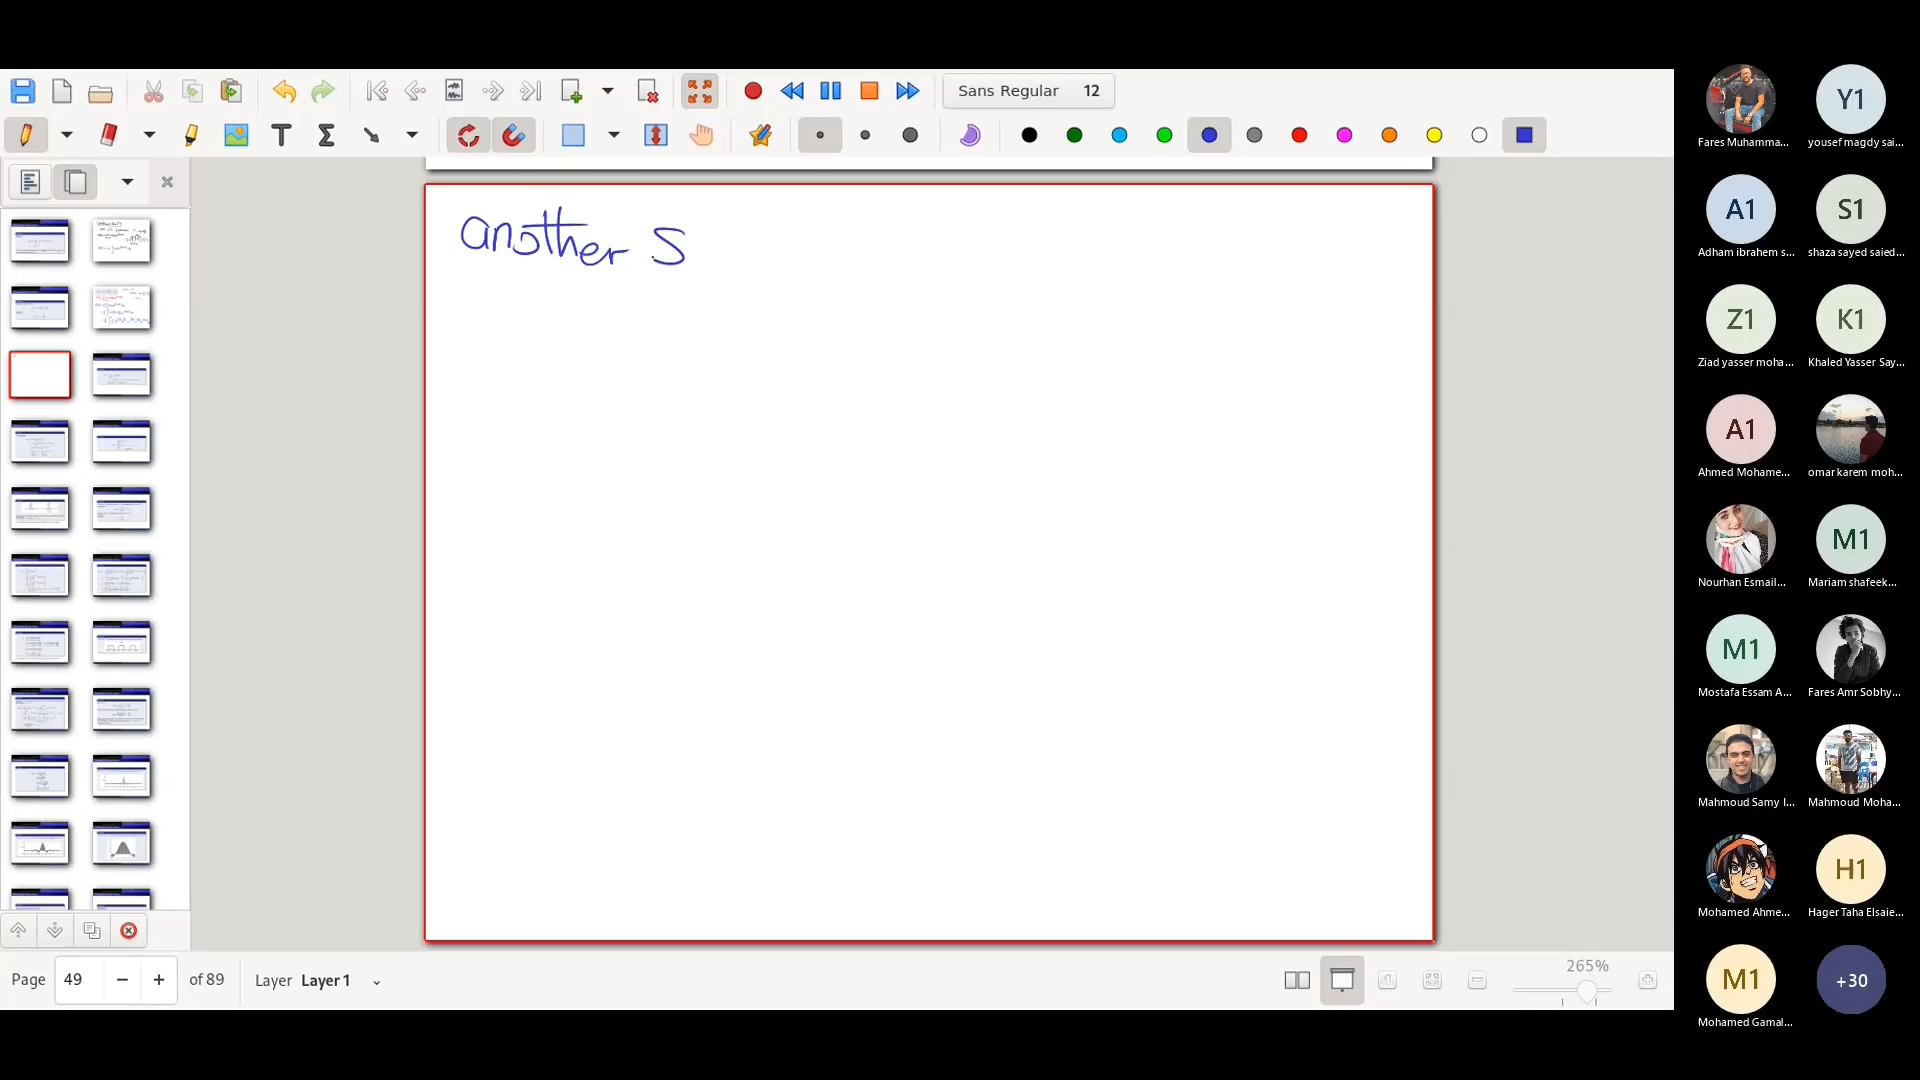 Sans Regular 12
another S
Page 49 of 89 Layer Layer 1
265%
Fares Muhamma...
Y1
yousef magdy sai...
A1
Adham ibrahem s...
S1
shaza sayed saied...
Z1
Ziad yasser moha...
K1
Khaled Yasser Say...
A1
Ahmed Mohame...
omar karem moh...
Nourhan Esmail...
M1
Mariam shafeek...
M1
Mostafa Essam A...
Fares Amr Sobhy...
Mahmoud Samy I...
Mahmoud Moha...
Mohamed Ahme...
H1
Hager Taha Elsaie...
M1
Mohamed Gamal...
+30